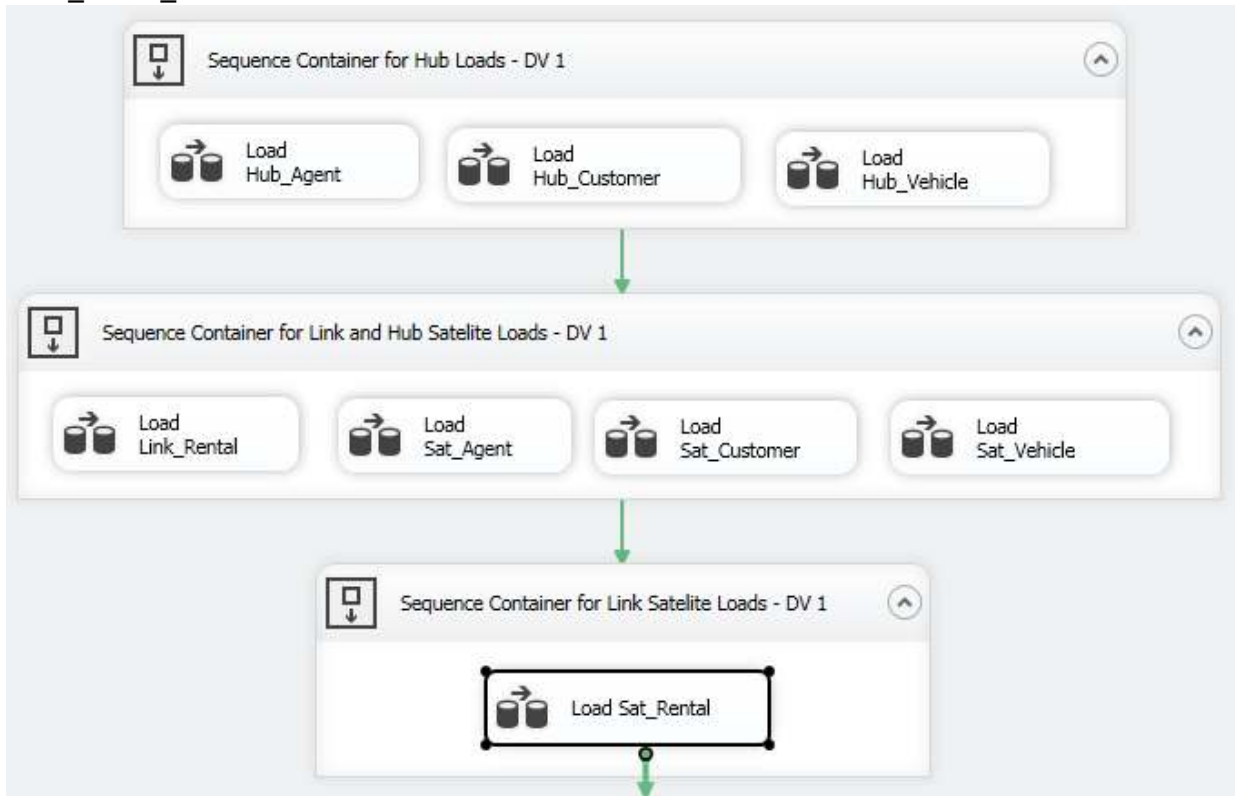 Sequence Container for Hub Loads - DV 1
Load
Hub_Agent
Load
Hub_Customer
Load
Hub_Vehicle
Sequence Container for Link and Hub Satelite Loads - DV 1
Load
Link_Rental
Load
Sat_Agent
Load
Sat_Customer
Load
Sat_Vehicle
Sequence Container for Link Satelite Loads - DV 1
Load Sat_Rental